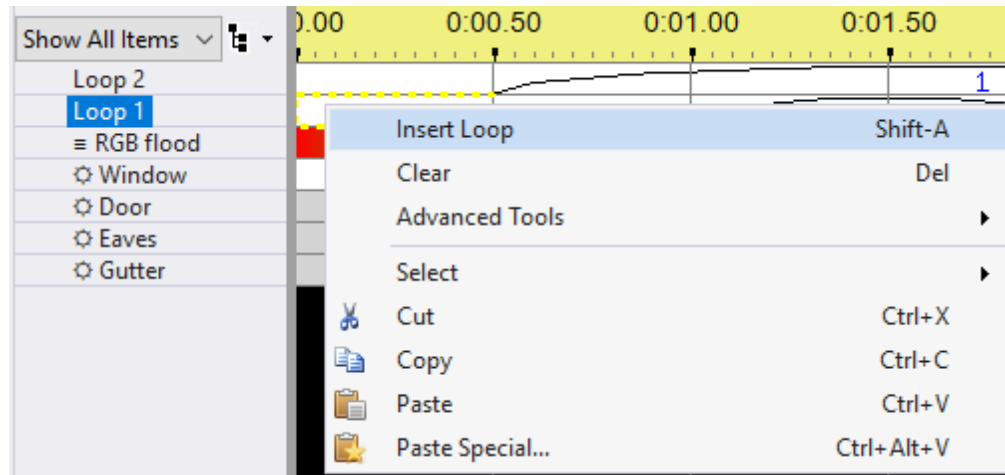 Show All Items 0:00.50 0:01.00 0:01.50
Loop 2 1
Loop 1
Insert Loop Shift-A
≡ RGB flood
Window
Clear Del
Door
Advanced Tools
Eaves
Gutter
Select
Cut Ctrl+X
Copy Ctrl+C
Paste Ctrl+V
Paste Special... Ctrl+Alt+V